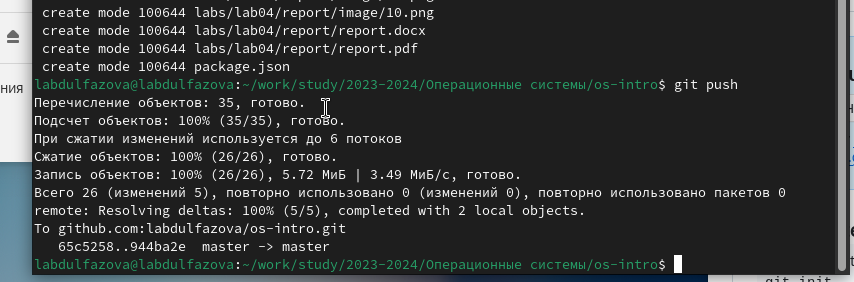 create mode 100644 labs/lab04/report/image/10.png
create mode 100644 labs/lab04/report/report.docx
create mode 100644 labs/lab04/report/report.pdf
create mode 100644 package.json
ния
labdulfazova@labdulfazova:~/work/study/2023-2024/Операционные системы/os-intro$ git push
Перечисление объектов: 35, готово.
Подсчет объектов: 100% (35/35), готово.
При сжатии изменений используется до 6 потоков
Сжатие объектов: 100% (26/26), готово.
Запись объектов: 100% (26/26), 5.72 МиБ | 3.49 МиБ/с, готово.
Всего 26 (изменений 5), повторно использовано 0 (изменений 0), повторно использовано пакетов 0
remote: Resolving deltas: 100% (5/5), completed with 2 local objects.
To github.com:labdulfazova/os-intro.git
65c5258..944ba2e  master -> master
labdulfazova@labdulfazova:~/work/study/2023-2024/Операционные системы/os-intro$